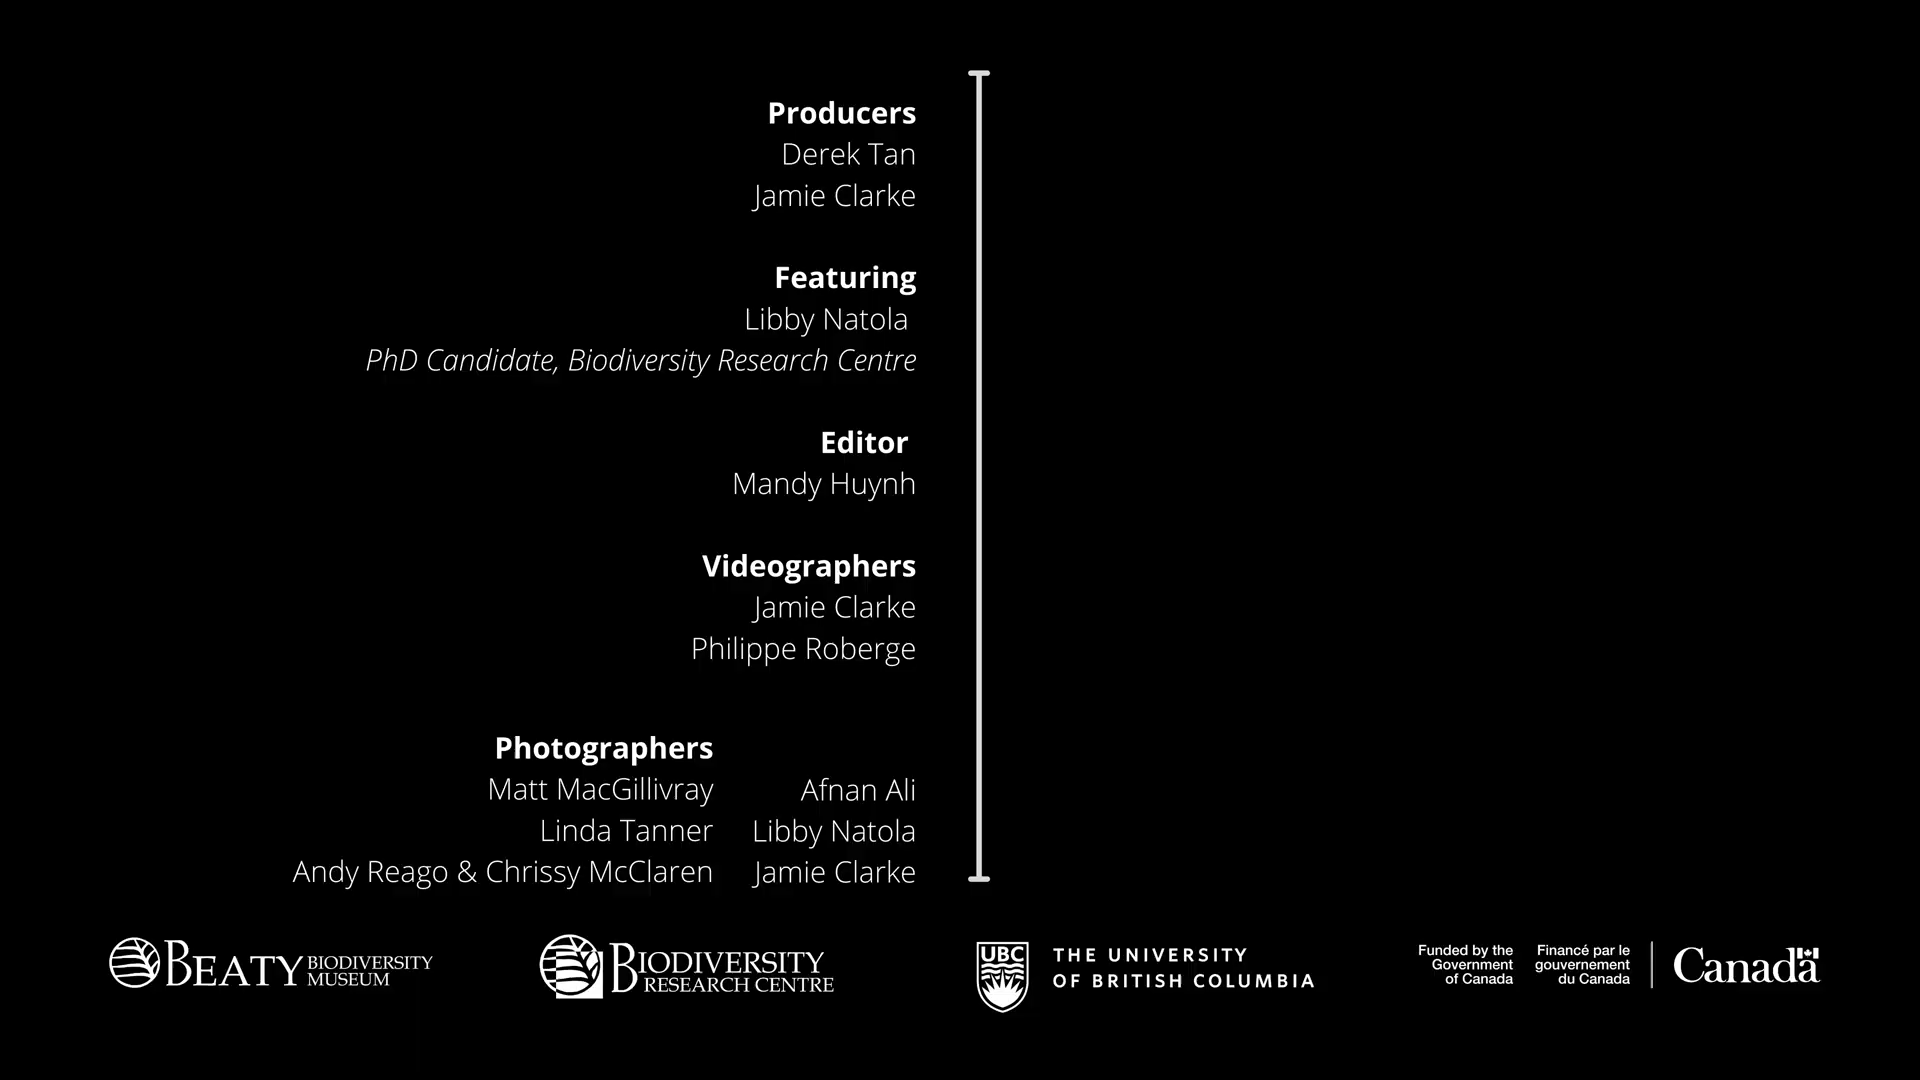 Producers
Derek Tan
Jamie Clarke
Featuring
Libby Natola
PhD Candidate, Biodiversity Research Centre
Editor
Mandy Huynh
Videographers
Jamie Clarke
Philippe Roberge
Photographers
Matt MacGillivray
Linda Tanner
Andy Reago & Chrissy McClaren
Afnan Ali
Libby Natola
Jamie Clarke
BEATY BIODIVERSITY
MUSEUM
BIODIVERSITY
RESEARCH CENTRE
UBC
THE UNIVERSITY
OF BRITISH COLUMBIA
Funded by the
Government
of Canada
Financé par le
gouvernement
du Canada
Canada